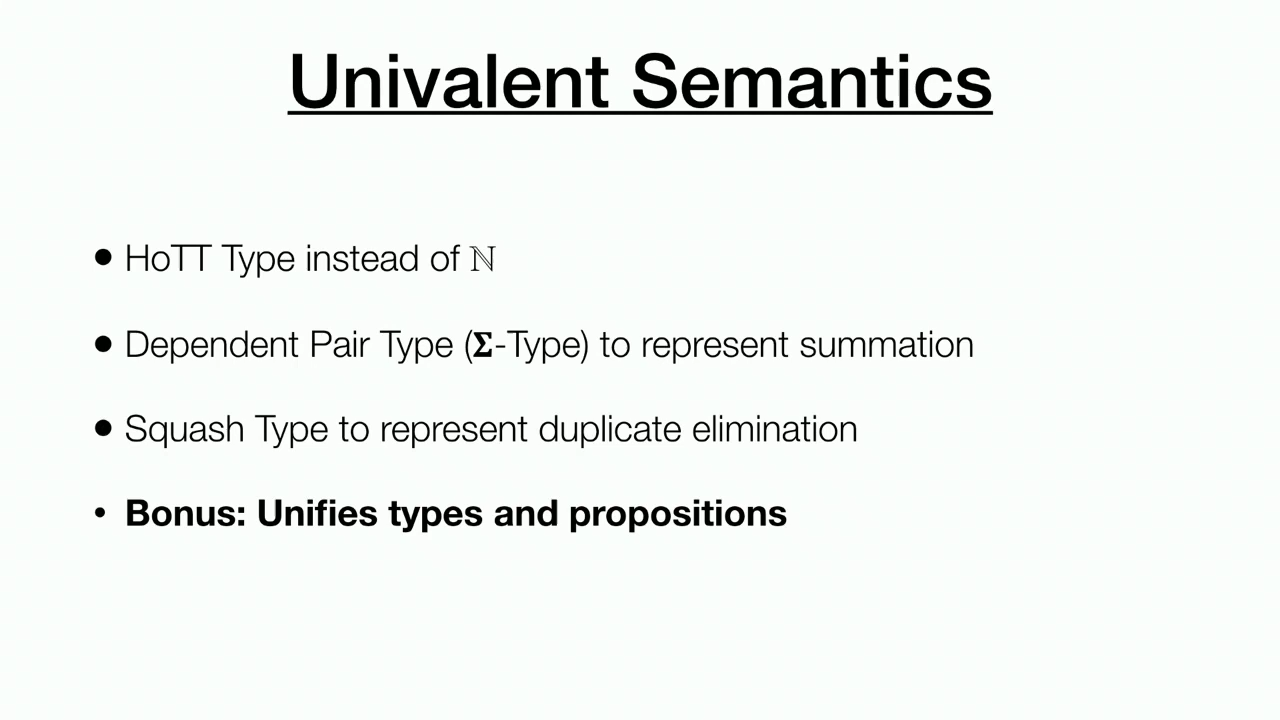 Univalent Semantics
• HoTT Type instead of ℕ
• Dependent Pair Type (Σ-Type) to represent summation
• Squash Type to represent duplicate elimination
• Bonus: Unifies types and propositions